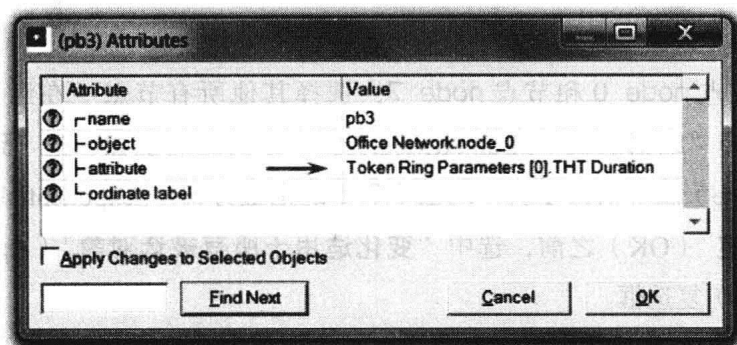 (pb3) Attributes
Attribute Value
name pb3
object Office Network.node_0
attribute Token Ring Parameters [0].THT Duration
ordinate label
Apply Changes to Selected Objects
Find Next Cancel OK